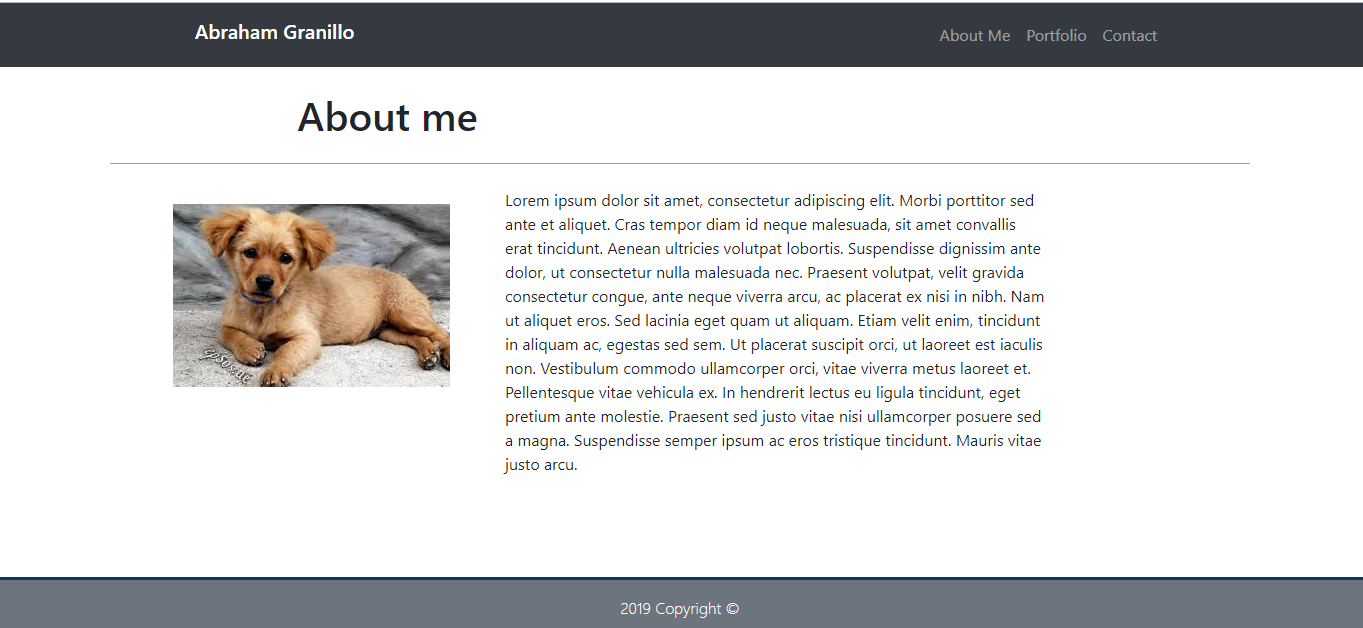 Abraham Granillo
About Me Portfolio Contact
About me
Lorem ipsum dolor sit amet, consectetur adipiscing elit. Morbi porttitor sed
ante et aliquet. Cras tempor diam id neque malesuada, sit amet convallis
erat tincidunt. Aenean ultricies volutpat lobortis. Suspendisse dignissim ante
dolor, ut consectetur nulla malesuada nec. Praesent volutpat, velit gravida
consectetur congue, ante neque viverra arcu, ac placerat ex nisi in nibh. Nam
ut aliquet eros. Sed lacinia eget quam ut aliquam. Etiam velit enim, tincidunt
in aliquam ac, egestas sed sem. Ut placerat suscipit orci, ut laoreet est iaculis
non. Vestibulum commodo ullamcorper orci, vitae viverra metus laoreet et.
Pellentesque vitae vehicula ex. In hendrerit lectus eu ligula tincidunt, eget
pretium ante molestie. Praesent sed justo vitae nisi ullamcorper posuere sed
a magna. Suspendisse semper ipsum ac eros tristique tincidunt. Mauris vitae
justo arcu.
2019 Copyright ©